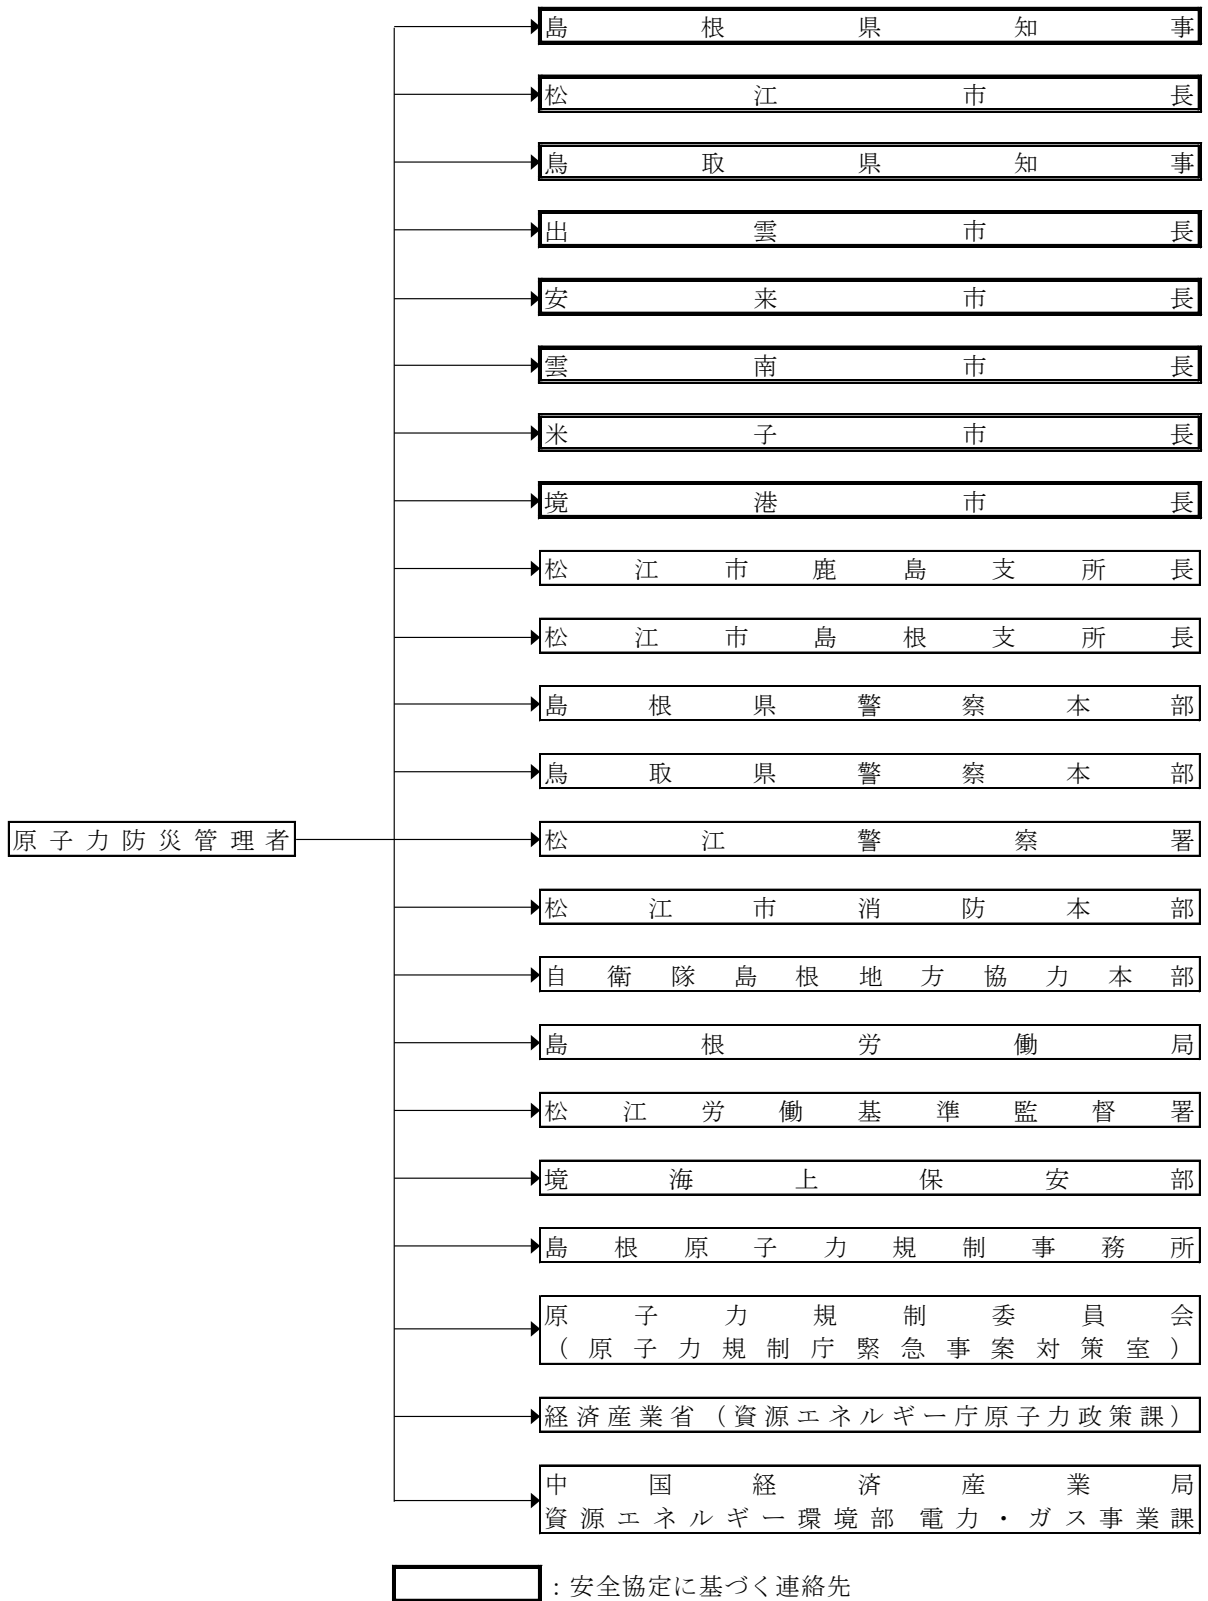 島根県知事
松江市長
鳥取県知事
出雲市長
安来市長
雲南市長
米子市長
境港市長
松江市鹿島支所長
松江市島根支所長
島根県警察本部
鳥取県警察本部
原子力防災管理者
松江警察署
松江市消防本部
自衛隊島根地方協力本部
島根労働局
松江労働基準監督署
境海上保安部
島根原子力規制事務所
原子力規制委員会
（原子力規制庁緊急事案対策室）
経済産業省（資源エネルギー庁原子力政策課）
中国経済産業局
資源エネルギー環境部 電力・ガス事業課
：安全協定に基づく連絡先